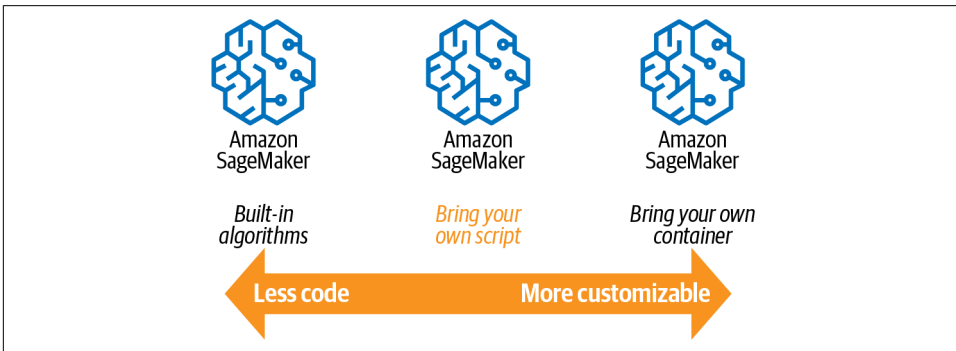 Amazon
SageMaker
Amazon
SageMaker
Amazon
SageMaker
Built-in
algorithms
Bring your
own script
Bring your own
container
Less code
More customizable